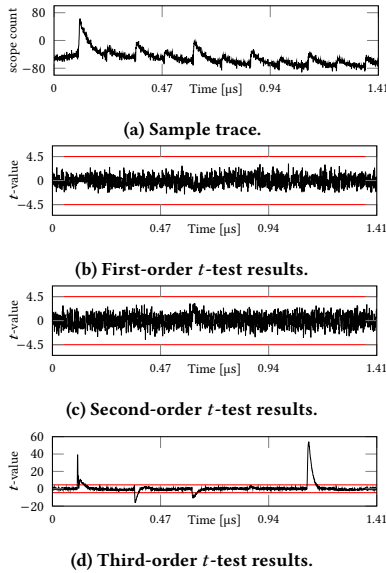 scope count
80
0
−80
0
0.47
0.94
1.41
Time [µs]
(a) Sample trace.
t-value
4.5
0
−4.5
0
0.47
0.94
1.41
Time [µs]
(b) First-order t-test results.
t-value
4.5
0
−4.5
0
0.47
0.94
1.41
Time [µs]
(c) Second-order t-test results.
t-value
60
40
20
0
−20
0
0.47
0.94
1.41
Time [µs]
(d) Third-order t-test results.